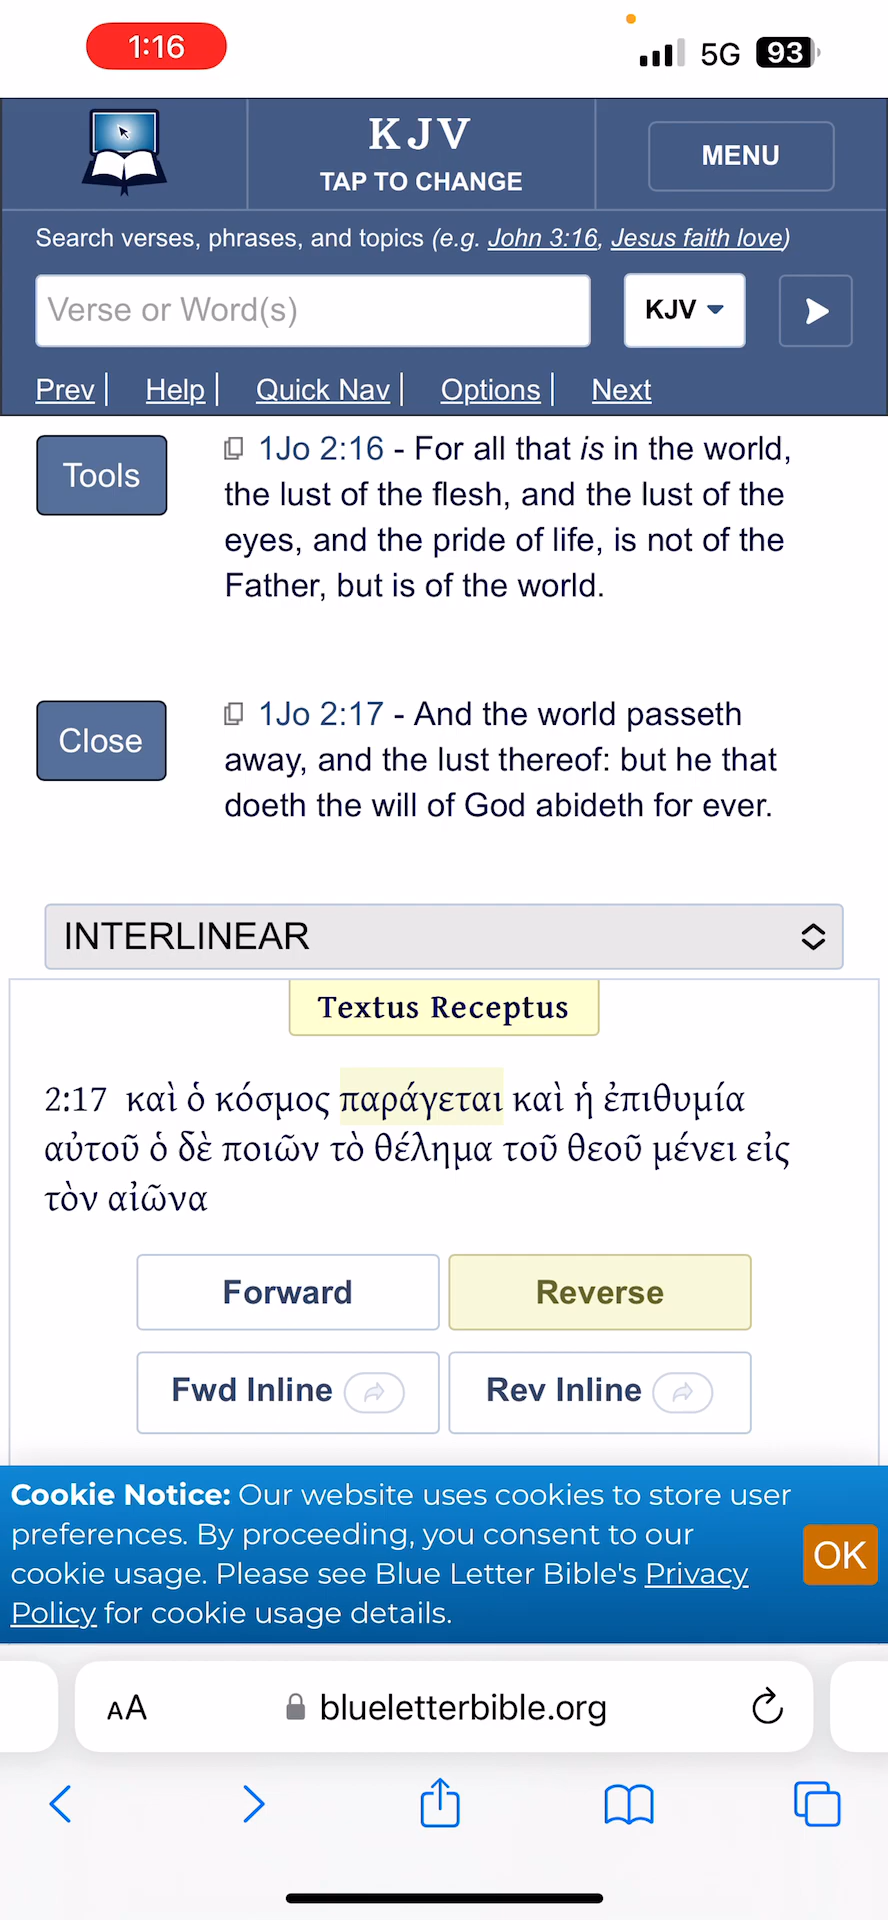 1:16
5G 93
KJV
TAP TO CHANGE
MENU
Search verses, phrases, and topics (e.g. John 3:16, Jesus faith love)
Verse or Word(s)
KJV
Prev | Help | Quick Nav | Options | Next
Tools
1Jo 2:16 - For all that is in the world,
the lust of the flesh, and the lust of the
eyes, and the pride of life, is not of the
Father, but is of the world.
Close
1Jo 2:17 - And the world passeth
away, and the lust thereof: but he that
doeth the will of God abideth for ever.
INTERLINEAR
Textus Receptus
2:17 καὶ ὁ κόσμος παράγεται καὶ ἡ ἐπιθυμία
αὐτοῦ ὁ δὲ ποιῶν τὸ θέλημα τοῦ θεοῦ μένει εἰς
τὸν αἰῶνα
Forward
Reverse
Fwd Inline
Rev Inline
Cookie Notice: Our website uses cookies to store user
preferences. By proceeding, you consent to our
cookie usage. Please see Blue Letter Bible's Privacy
Policy for cookie usage details.
OK
AA
blueletterbible.org